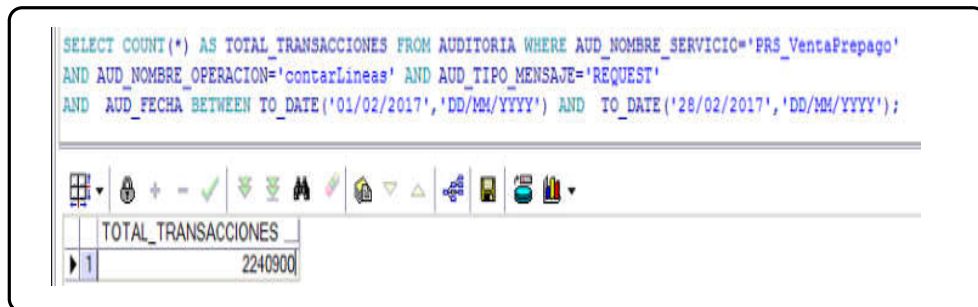 SELECT COUNT(*) AS TOTAL_TRANSACCIONES FROM AUDITORIA WHERE AUD_NOMBRE_SERVICIO='PRS_VentaPrepago'
AND AUD_NOMBRE_OPERACION='contarLineas' AND AUD_TIPO_MENSAJE='REQUEST'
AND AUD_FECHA BETWEEN TO_DATE('01/02/2017','DD/MM/YYYY') AND TO_DATE('28/02/2017','DD/MM/YYYY');
TOTAL_TRANSACCIONES
1 2240900